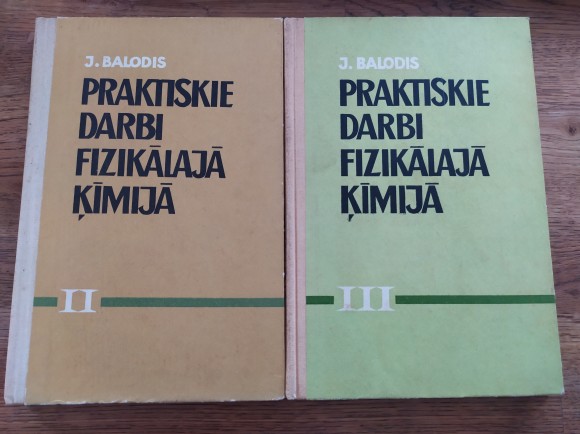 J. BALODIS
PRAKTISKIE
DARBI
FIZIKĀLAJĀ
ĶĪMIJĀ
II
J. BALODIS
PRAKTISKIE
DARBI
FIZIKĀLAJĀ
ĶĪMIJĀ
III